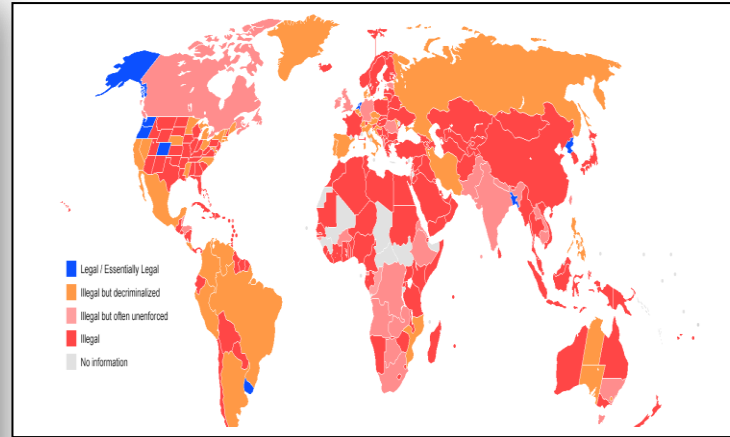 Legal / Essentially Legal
Illegal but decriminalized
Illegal but often unenforced
Illegal
No information